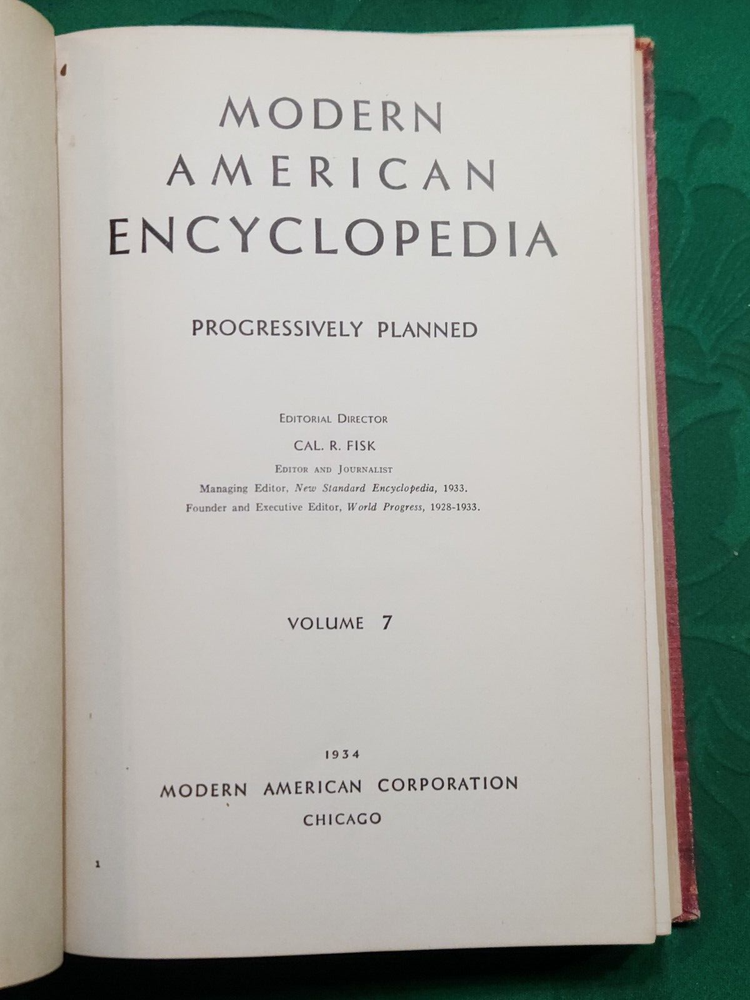 MODERN
AMERICAN
ENCYCLOPEDIA
PROGRESSIVELY PLANNED
EDITORIAL DIRECTOR
CAL. R. FISK
EDITOR AND JOURNALIST
Managing Editor, New Standard Encyclopedia, 1933.
Founder and Executive Editor, World Progress, 1928-1933.
VOLUME 7
1934
MODERN AMERICAN CORPORATION
CHICAGO
1